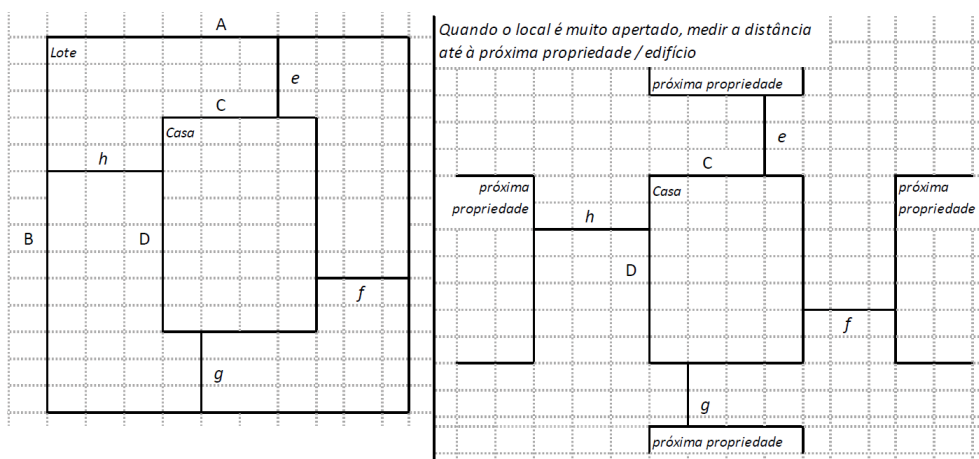 A
Lote
e
C
Casa
h
B
D
f
g
Quando o local é muito apertado, medir a distância
até à próxima propriedade / edifício
próxima propriedade
e
C
próxima
propriedade
Casa
próxima
propriedade
h
D
f
g
próxima propriedade